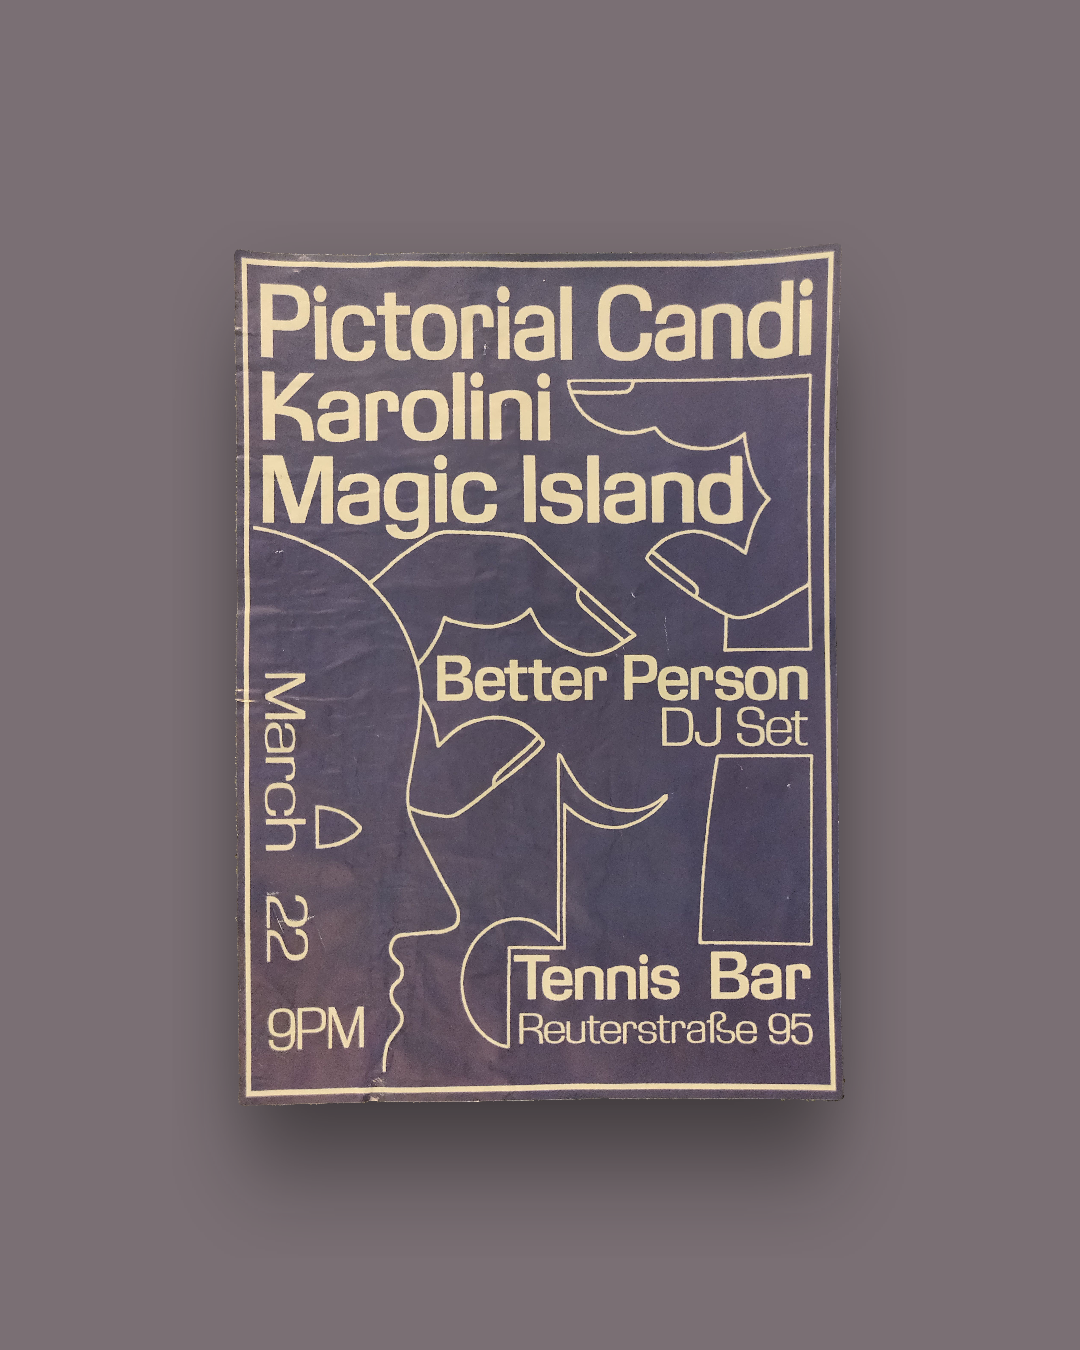 Pictorial Candi
Karolini
Magic Island
Better Person
DJ Set
March 22
9PM
Tennis Bar
Reuterstraße 95